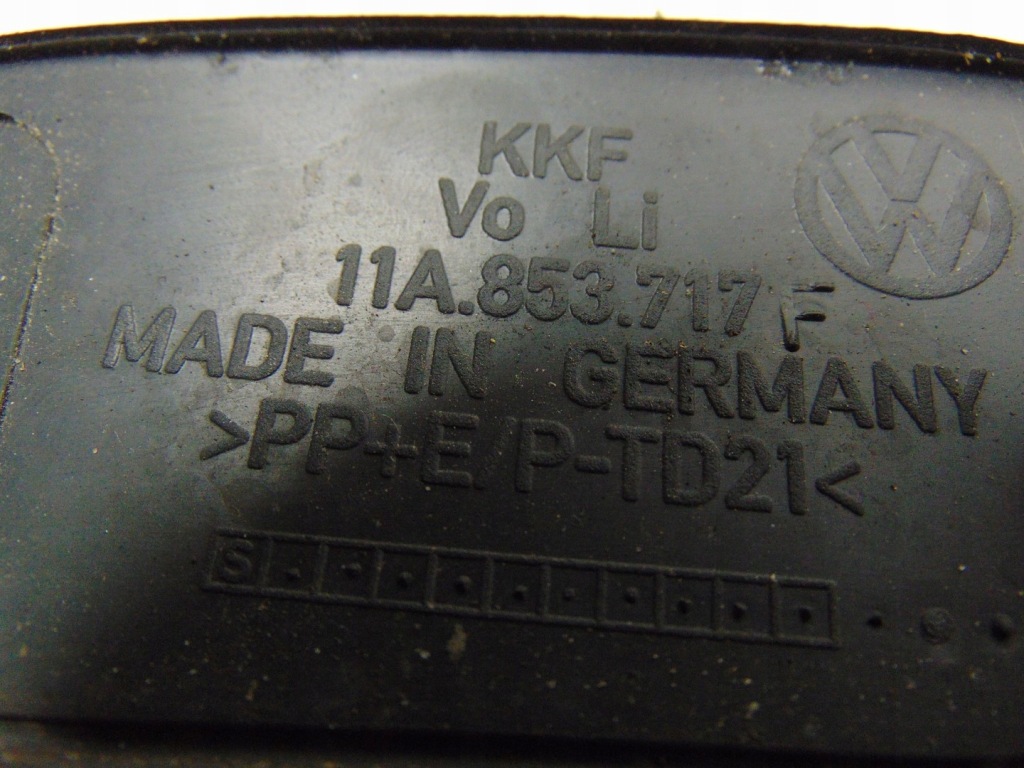 KKF
Vo Li
11A.853.717 F
MADE IN GERMANY
>PP+E/P-TD21<
S